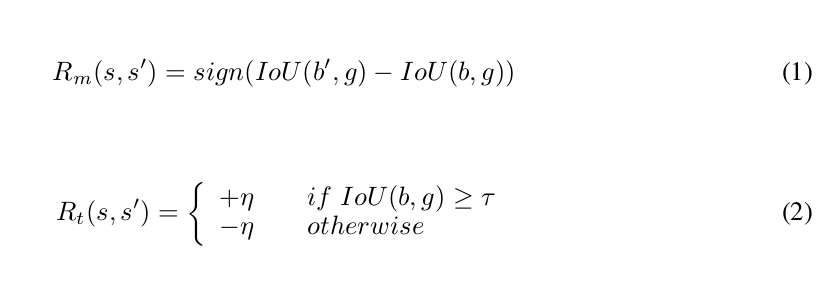 R_m(s, s′) = sign(IoU(b′, g) − IoU(b, g)) (1)
R_t(s, s′) = { +η if IoU(b, g) ≥ τ
−η otherwise (2)